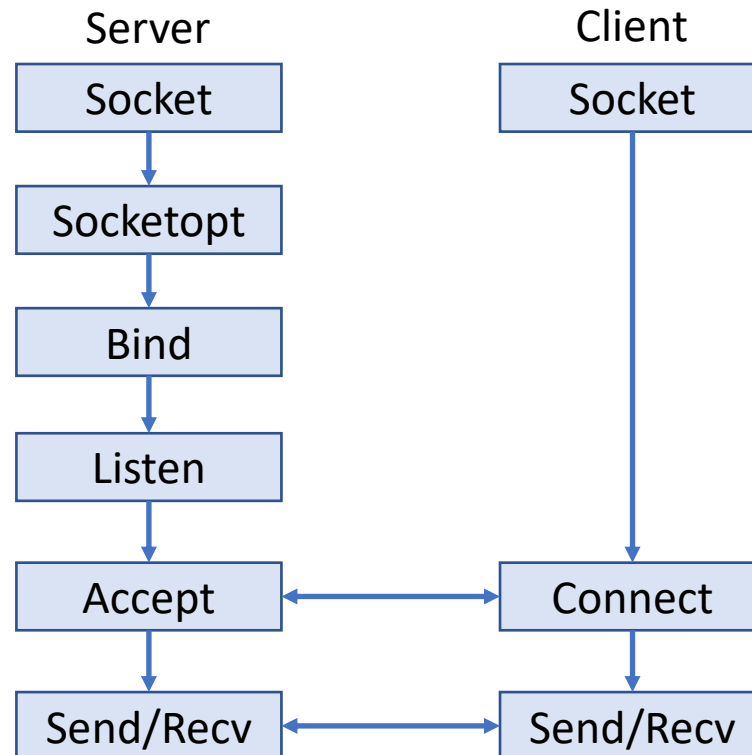 Server
Client
Socket
Socket
Socketopt
Bind
Listen
Accept
Connect
Send/Recv
Send/Recv